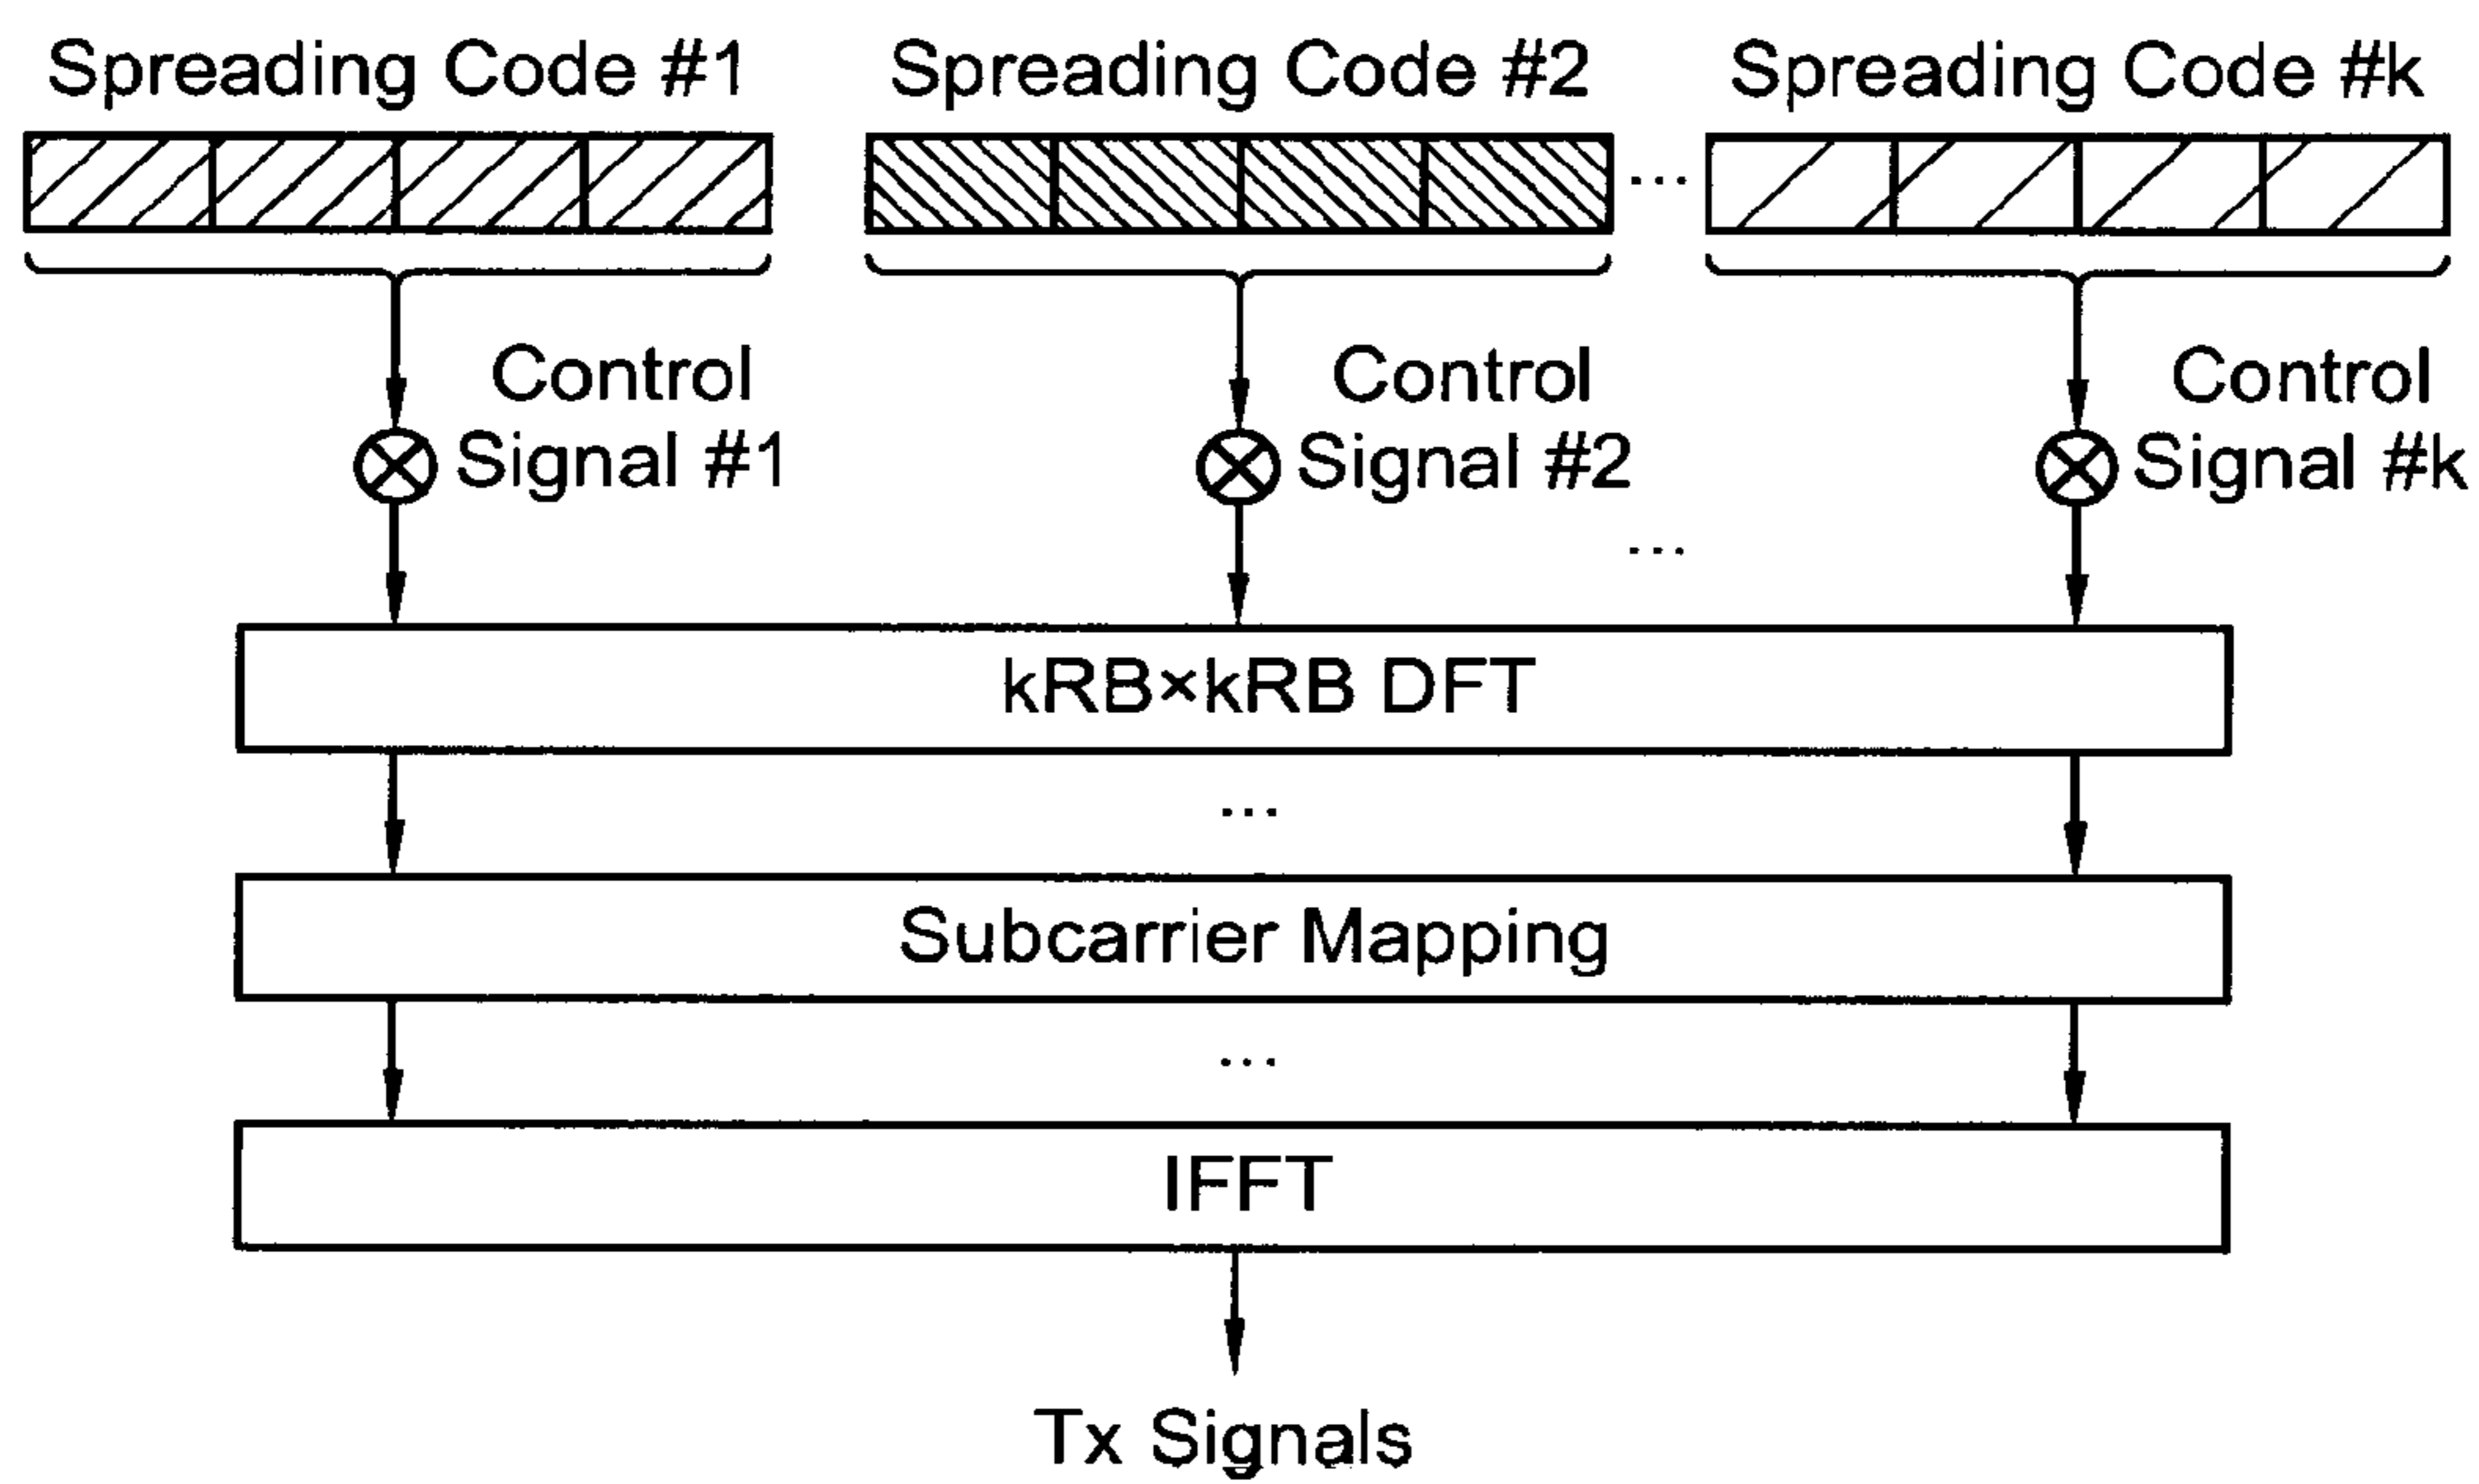 Spreading Code #1 Spreading Code #2 Spreading Code #k
...
Control
Signal #1
Control
Signal #2
Control
Signal #k
...
kRB×kRB DFT
...
Subcarrier Mapping
...
IFFT
Tx Signals